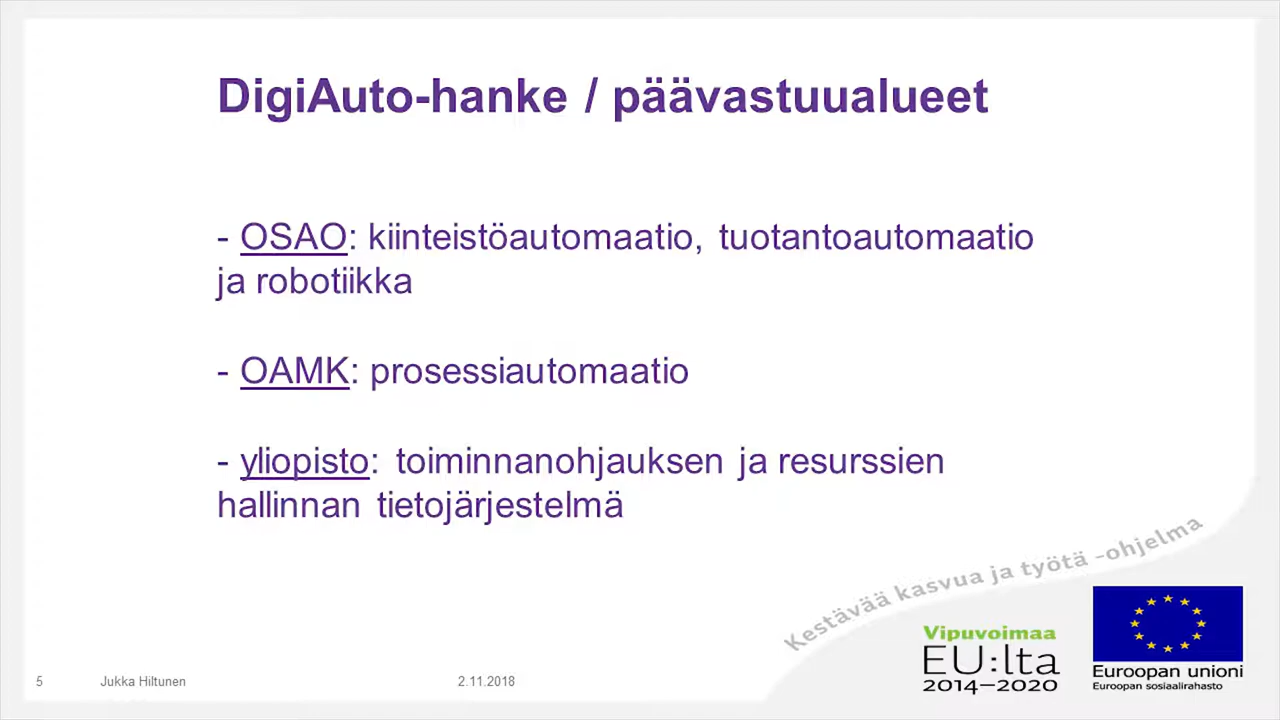 DigiAuto-hanke / päävastuualueet
- OSAO: kiinteistöautomaatio, tuotantoautomaatio
ja robotiikka
- OAMK: prosessiautomaatio
- yliopisto: toiminnanohjauksen ja resurssien
hallinnan tietojärjestelmä
Kestävää kasvua ja työtä -ohjelma
Vipuvoimaa
EU:lta
2014–2020
Euroopan unioni
Euroopan sosiaalirahasto
5
Jukka Hiltunen
2.11.2018